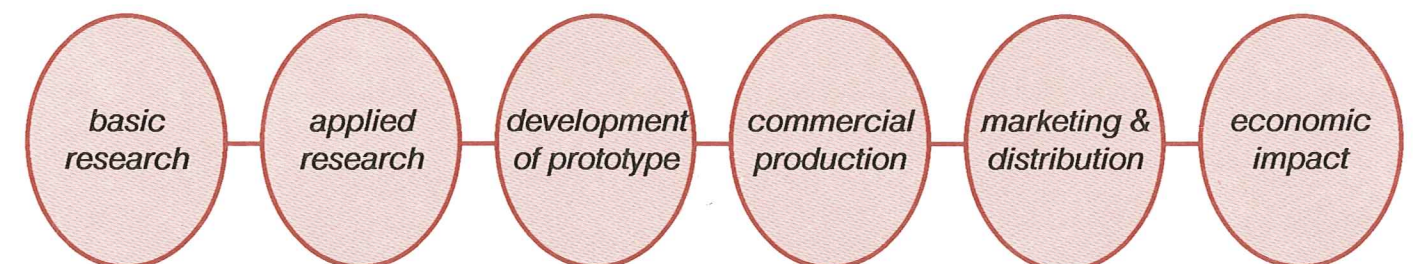 basic
research
applied
research
development
of prototype
commercial
production
marketing &
distribution
economic
impact